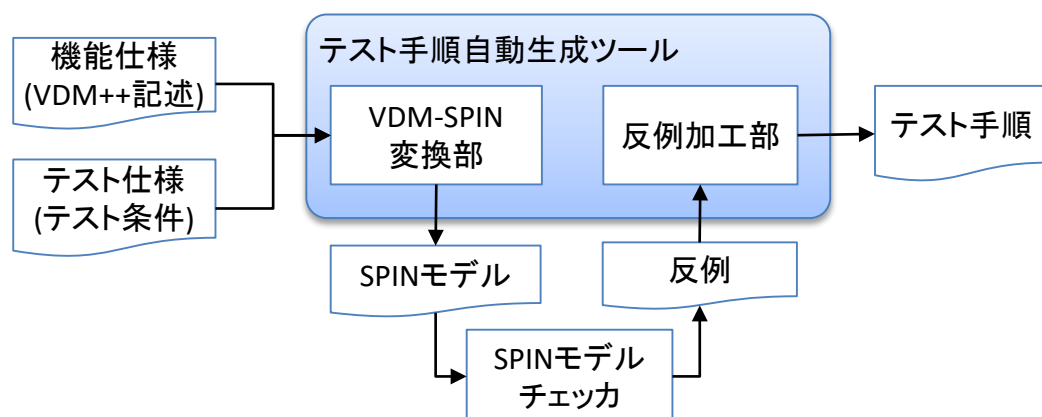 機能仕様
(VDM++記述)
テスト仕様
(テスト条件)
テスト手順自動生成ツール
VDM-SPIN
変換部
反例加工部
テスト手順
SPINモデル
反例
SPINモデル
チェッカ